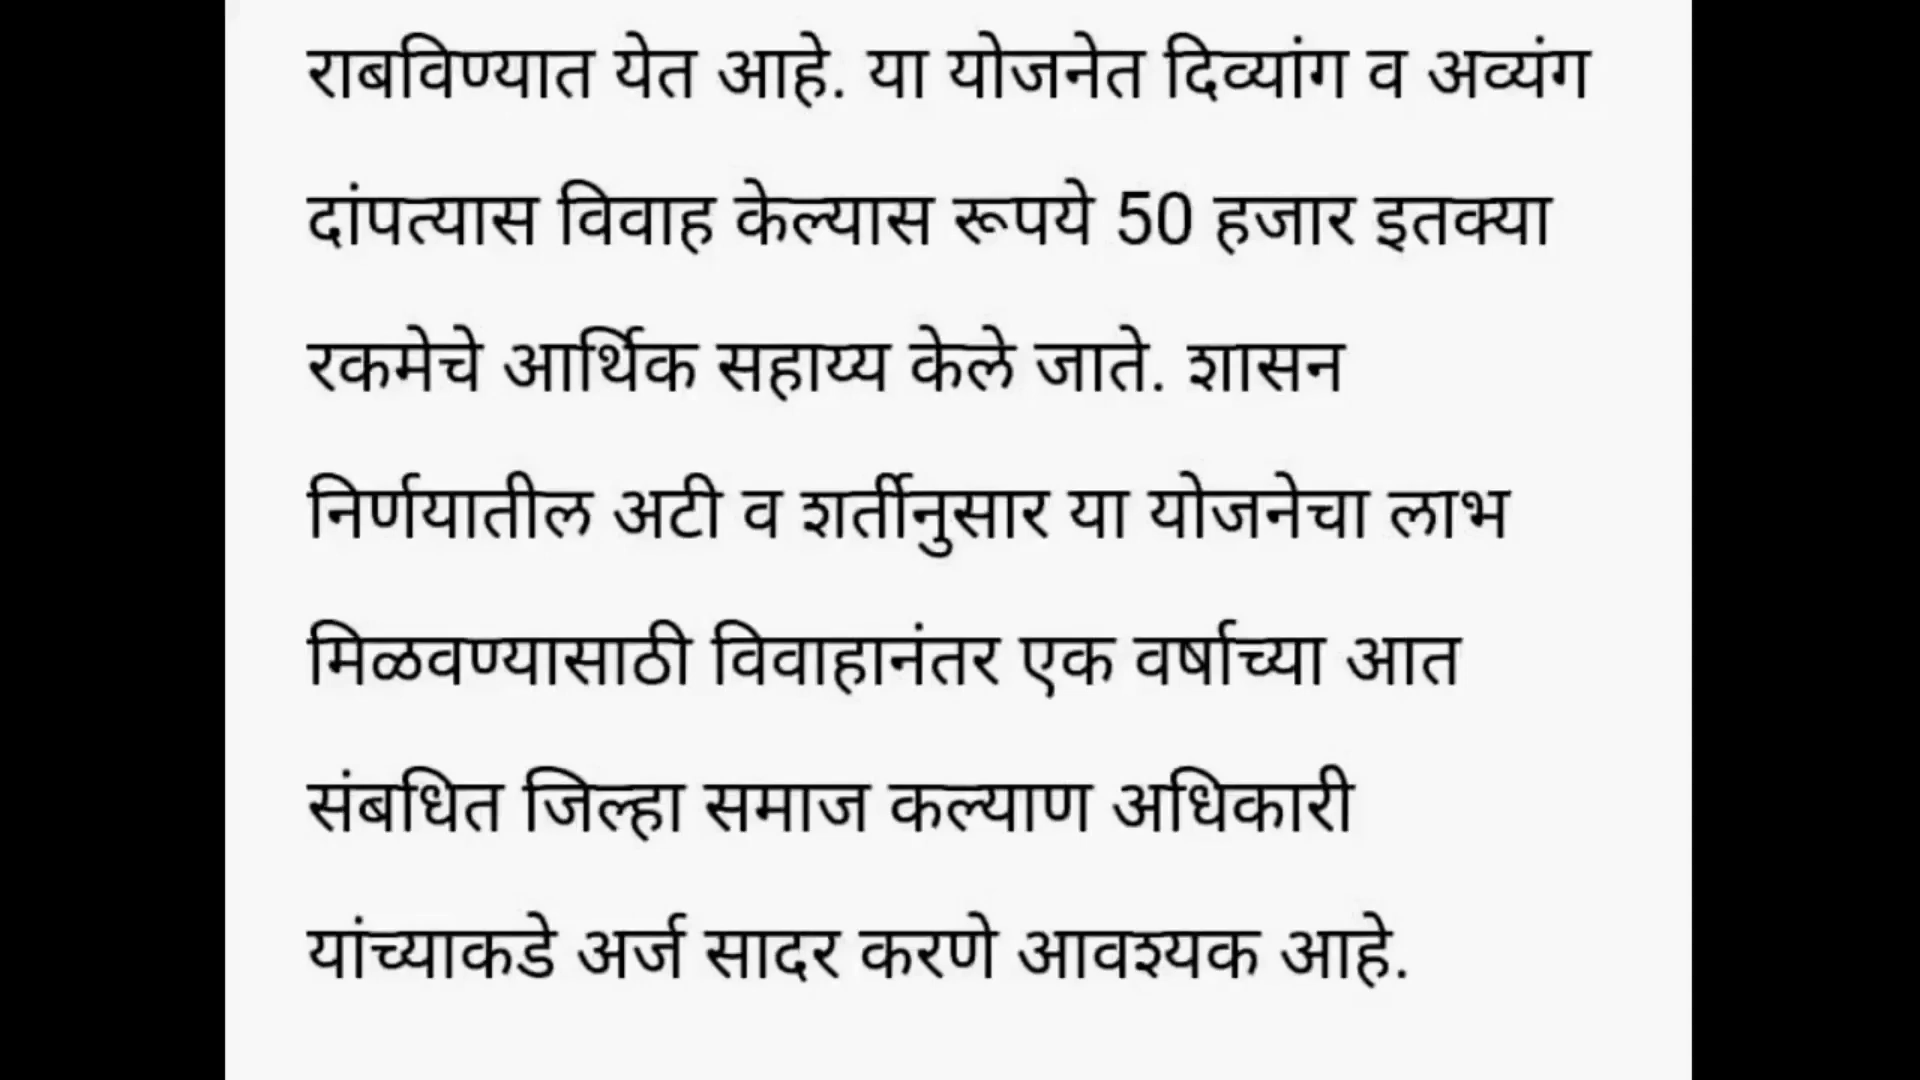 राबविण्यात येत आहे. या योजनेत दिव्यांग व अव्यंग
दांपत्यास विवाह केल्यास रूपये 50 हजार इतक्या
रकमेचे आर्थिक सहाय्य केले जाते. शासन
निर्णयातील अटी व शर्तीनुसार या योजनेचा लाभ
मिळवण्यासाठी विवाहानंतर एक वर्षाच्या आत
संबधित जिल्हा समाज कल्याण अधिकारी
यांच्याकडे अर्ज सादर करणे आवश्यक आहे.